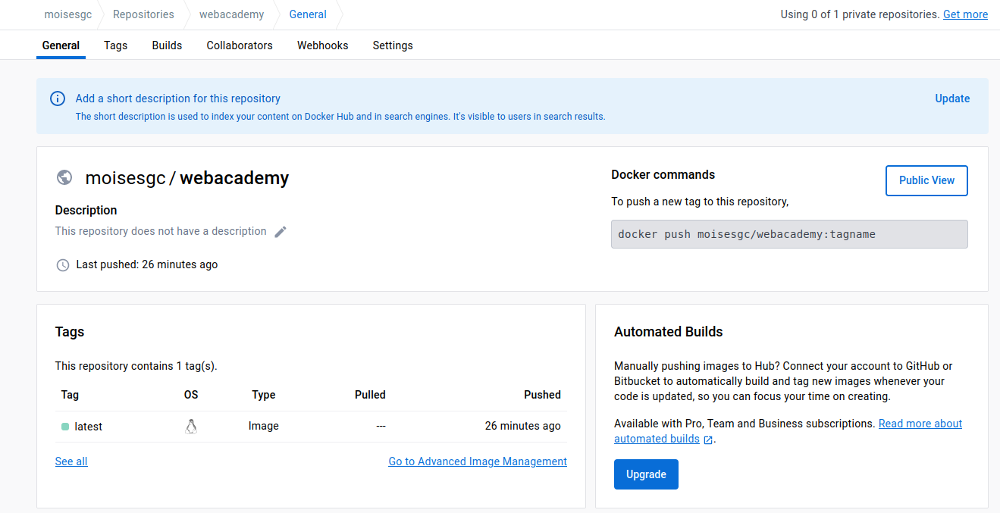 moisesgc Repositories webacademy General Using 0 of 1 private repositories. Get more
General Tags Builds Collaborators Webhooks Settings
Add a short description for this repository Update
The short description is used to index your content on Docker Hub and in search engines. It's visible to users in search results.
moisesgc / webacademy
Description
This repository does not have a description
Last pushed: 26 minutes ago
Docker commands
Public View
To push a new tag to this repository,
docker push moisesgc/webacademy:tagname
Tags
This repository contains 1 tag(s).
Tag OS Type Pulled Pushed
latest Image --- 26 minutes ago
See all Go to Advanced Image Management
Automated Builds
Manually pushing images to Hub? Connect your account to GitHub or
Bitbucket to automatically build and tag new images whenever your
code is updated, so you can focus your time on creating.
Available with Pro, Team and Business subscriptions. Read more about
automated builds .
Upgrade